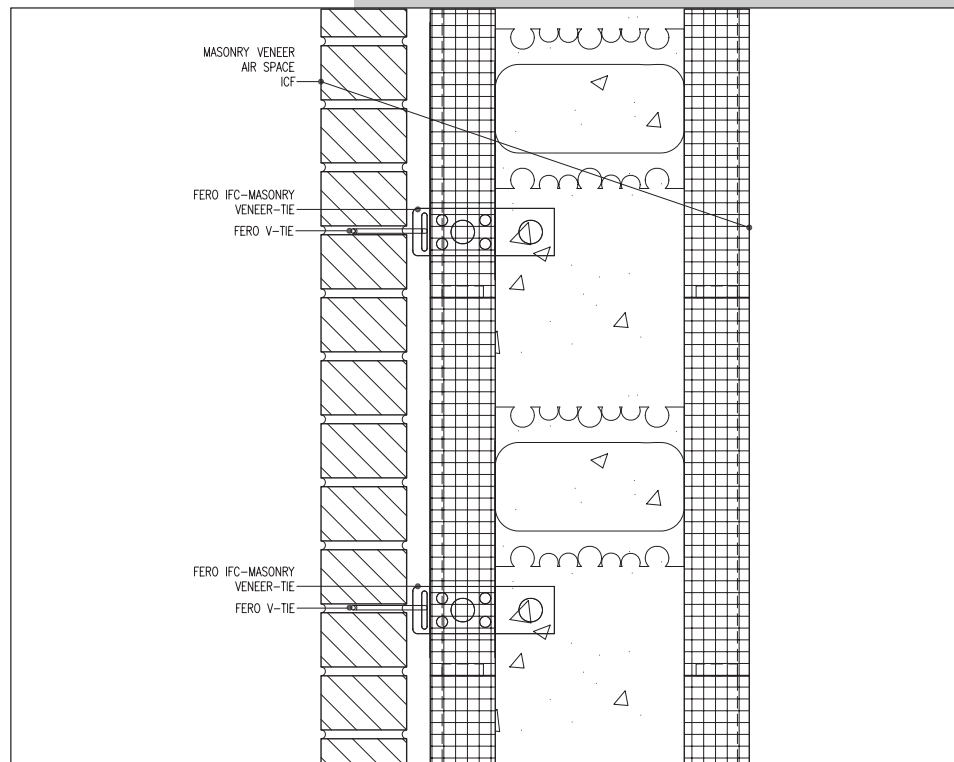 MASONRY VENEER
AIR SPACE
ICF
FERO IFC-MASONRY
VENEER-TIE
FERO V-TIE
FERO IFC-MASONRY
VENEER-TIE
FERO V-TIE